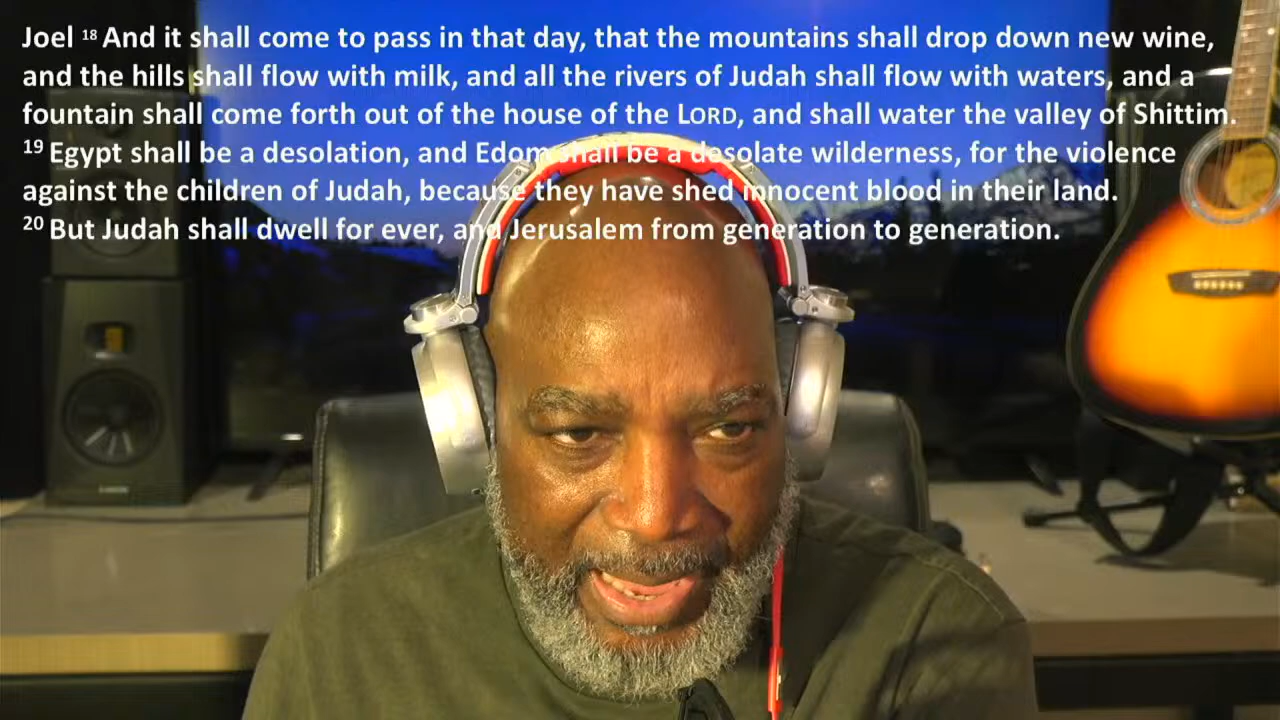 Joel 18 And it shall come to pass in that day, that the mountains shall drop down new wine,
and the hills shall flow with milk, and all the rivers of Judah shall flow with waters, and a
fountain shall come forth out of the house of the LORD, and shall water the valley of Shittim.
19 Egypt shall be a desolation, and Edom shall be a desolate wilderness, for the violence
against the children of Judah, because they have shed innocent blood in their land.
20 But Judah shall dwell for ever, and Jerusalem from generation to generation.